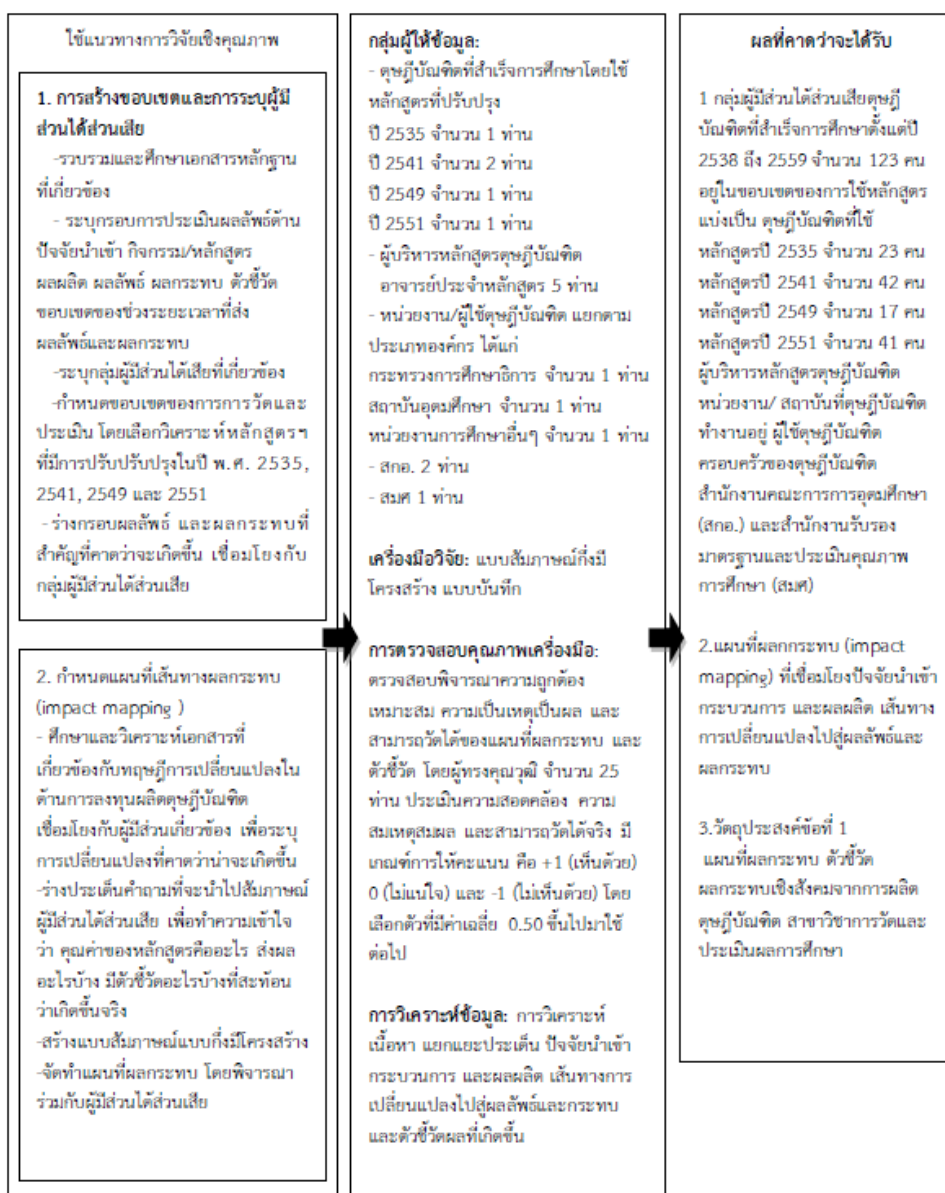 ใช้แนวทางการวิจัยเชิงคุณภาพ
1. การสร้างขอบเขตและการระบุผู้มี
ส่วนได้ส่วนเสีย
-รวบรวมและศึกษาเอกสารหลักฐาน
ที่เกี่ยวข้อง
- ระบุกรอบการประเมินผลลัพธ์ด้าน
ปัจจัยนำเข้า กิจกรรม/หลักสูตร
ผลผลิต ผลลัพธ์ ผลกระทบ ตัวชี้วัด
ขอบเขตของช่วงระยะเวลาที่ส่ง
ผลลัพธ์และผลกระทบ
-ระบุกลุ่มผู้มีส่วนได้เสียที่เกี่ยวข้อง
-กำหนดขอบเขตของการการวัดและ
ประเมิน โดยเลือกวิเคราะห์หลักสูตรฯ
ที่มีการปรับปรับปรุงในปี พ.ศ. 2535,
2541, 2549 และ 2551
- ร่างกรอบผลลัพธ์ และผลกระทบที่
สำคัญที่คาดว่าจะเกิดขึ้น เชื่อมโยงกับ
กลุ่มผู้มีส่วนได้ส่วนเสีย
2. กำหนดแผนที่เส้นทางผลกระทบ
(impact mapping )
- ศึกษาและวิเคราะห์เอกสารที่
เกี่ยวข้องกับทฤษฎีการเปลี่ยนแปลงใน
ด้านการลงทุนผลิตดุษฎีบัณฑิต
เชื่อมโยงกับผู้มีส่วนเกี่ยวข้อง เพื่อระบุ
การเปลี่ยนแปลงที่คาดว่าน่าจะเกิดขึ้น
-ร่างประเด็นคำถามที่จะนำไปสัมภาษณ์
ผู้มีส่วนได้ส่วนเสีย เพื่อทำความเข้าใจ
ว่า คุณค่าของหลักสูตรคืออะไร ส่งผล
อะไรบ้าง มีตัวชี้วัดอะไรบ้างที่สะท้อน
ว่าเกิดขึ้นจริง
-สร้างแบบสัมภาษณ์แบบกึ่งมีโครงสร้าง
-จัดทำแผนที่ผลกระทบ โดยพิจารณา
ร่วมกับผู้มีส่วนได้ส่วนเสีย
กลุ่มผู้ให้ข้อมูล:
- ดุษฎีบัณฑิตที่สำเร็จการศึกษาโดยใช้
หลักสูตรที่ปรับปรุง
ปี 2535 จำนวน 1 ท่าน
ปี 2541 จำนวน 2 ท่าน
ปี 2549 จำนวน 1 ท่าน
ปี 2551 จำนวน 1 ท่าน
- ผู้บริหารหลักสูตรดุษฎีบัณฑิต
อาจารย์ประจำหลักสูตร 5 ท่าน
- หน่วยงาน/ผู้ใช้ดุษฎีบัณฑิต แยกตาม
ประเภทองค์กร ได้แก่
กระทรวงการศึกษาธิการ จำนวน 1 ท่าน
สถาบันอุดมศึกษา จำนวน 1 ท่าน
หน่วยงานการศึกษาอื่นๆ จำนวน 1 ท่าน
- สกอ. 2 ท่าน
- สมศ 1 ท่าน
เครื่องมือวิจัย: แบบสัมภาษณ์กึ่งมี
โครงสร้าง แบบบันทึก
การตรวจสอบคุณภาพเครื่องมือ:
ตรวจสอบพิจารณาความถูกต้อง
เหมาะสม ความเป็นเหตุเป็นผล และ
สามารถวัดได้ของแผนที่ผลกระทบ และ
ตัวชี้วัด โดยผู้ทรงคุณวุฒิ จำนวน 25
ท่าน ประเมินความสอดคล้อง ความ
สมเหตุสมผล และสามารถวัดได้จริง มี
เกณฑ์การให้คะแนน คือ +1 (เห็นด้วย)
0 (ไม่แน่ใจ) และ -1 (ไม่เห็นด้วย) โดย
เลือกตัวที่มีค่าเฉลี่ย 0.50 ขึ้นไปมาใช้
ต่อไป
การวิเคราะห์ข้อมูล: การวิเคราะห์
เนื้อหา แยกแยะประเด็น ปัจจัยนำเข้า
กระบวนการ และผลผลิต เส้นทางการ
เปลี่ยนแปลงไปสู่ผลลัพธ์และกระทบ
และตัวชี้วัดผลที่เกิดขึ้น
ผลที่คาดว่าจะได้รับ
1 กลุ่มผู้มีส่วนได้ส่วนเสียดุษฎี
บัณฑิตที่สำเร็จการศึกษาตั้งแต่ปี
2538 ถึง 2559 จำนวน 123 คน
อยู่ในขอบเขตของการใช้หลักสูตร
แบ่งเป็น ดุษฎีบัณฑิตที่ใช้
หลักสูตรปี 2535 จำนวน 23 คน
หลักสูตรปี 2541 จำนวน 42 คน
หลักสูตรปี 2549 จำนวน 17 คน
หลักสูตรปี 2551 จำนวน 41 คน
ผู้บริหารหลักสูตรดุษฎีบัณฑิต
หน่วยงาน/ สถาบันที่ดุษฎีบัณฑิต
ทำงานอยู่ ผู้ใช้ดุษฎีบัณฑิต
ครอบครัวของดุษฎีบัณฑิต
สำนักงานคณะการการอุดมศึกษา
(สกอ.) และสำนักงานรับรอง
มาตรฐานและประเมินคุณภาพ
การศึกษา (สมศ)
2.แผนที่ผลกกระทบ (impact
mapping) ที่เชื่อมโยงปัจจัยนำเข้า
กระบวนการ และผลผลิต เส้นทาง
การเปลี่ยนแปลงไปสู่ผลลัพธ์และ
ผลกระทบ
3.วัตถุประสงค์ข้อที่ 1
แผนที่ผลกระทบ ตัวชี้วัด
ผลกระทบเชิงสังคมจากการผลิต
ดุษฎีบัณฑิต สาขาวิชาการวัดและ
ประเมินผลการศึกษา